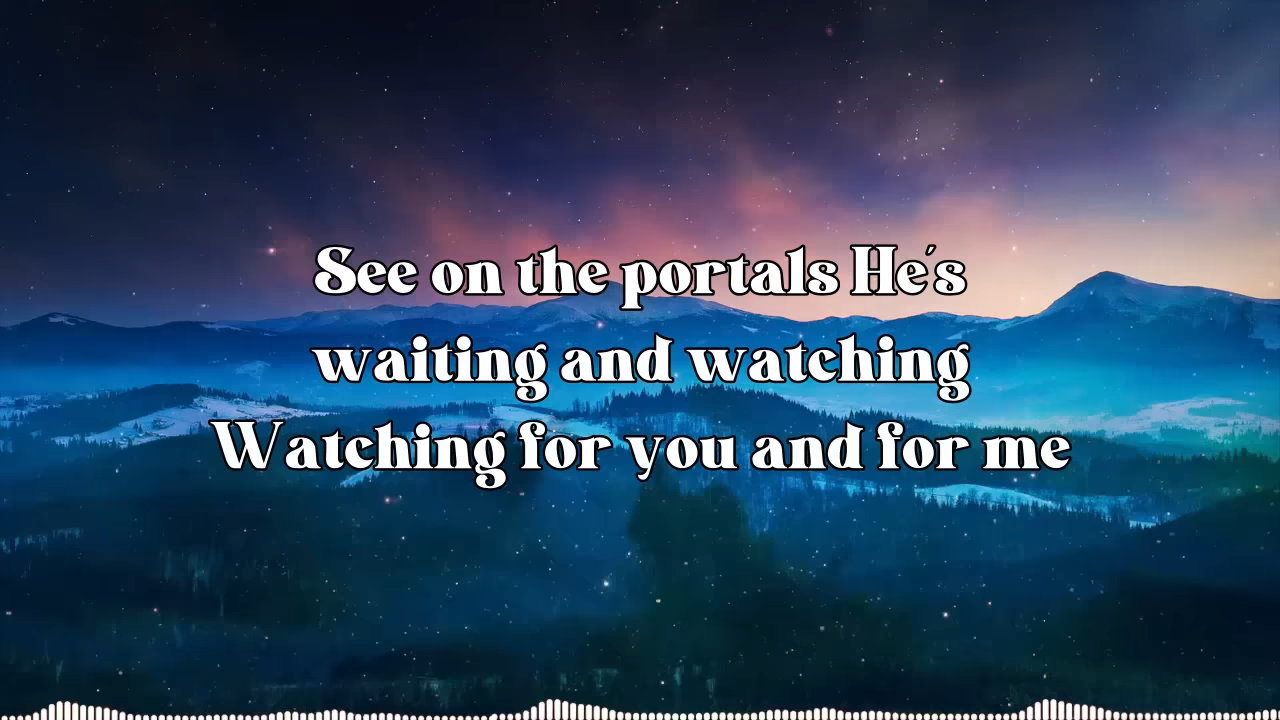 See on the portals He's
waiting and watching
Watching for you and for me